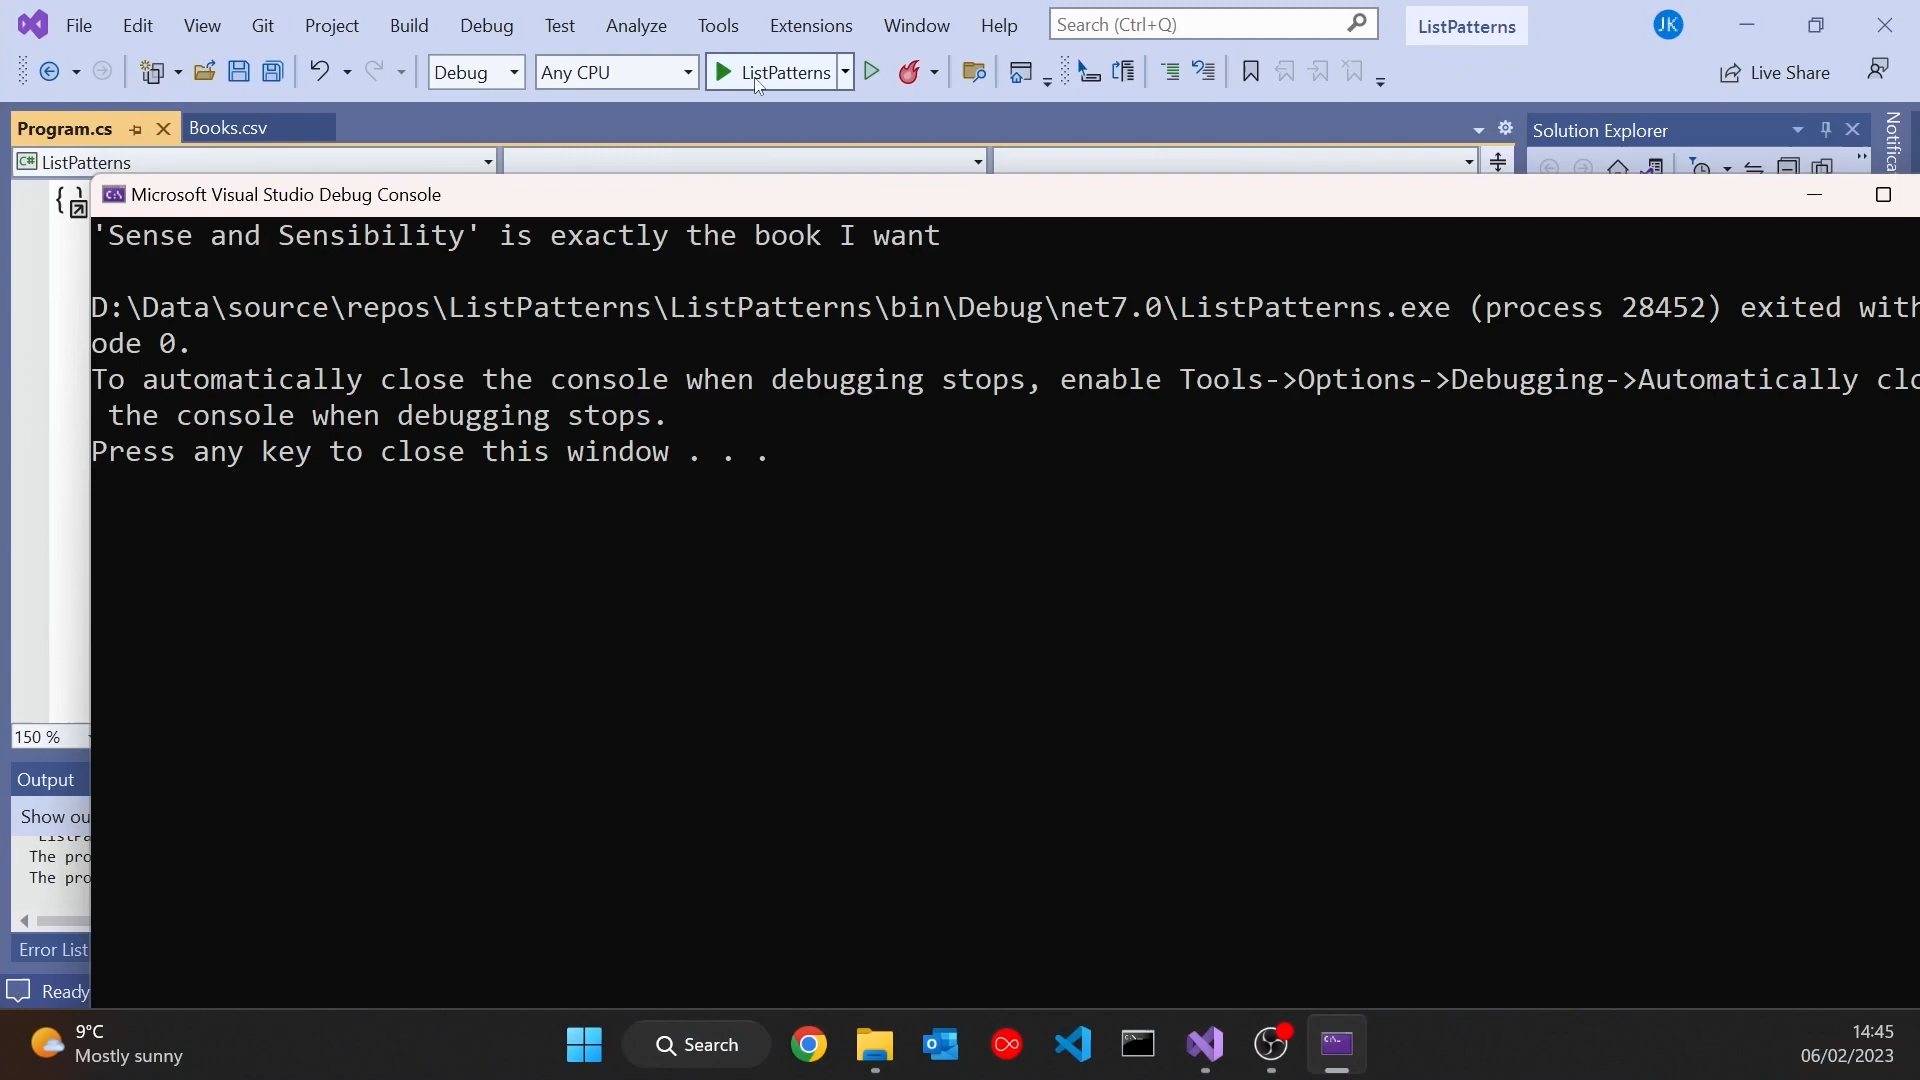 File Edit View Git Project Build Debug Test Analyze Tools Extensions Window Help Search (Ctrl+Q) ListPatterns JK
Debug Any CPU ListPatterns Live Share
Program.cs Books.csv
Solution Explorer
Notifica
C# ListPatterns
Microsoft Visual Studio Debug Console
'Sense and Sensibility' is exactly the book I want
D:\Data\source\repos\ListPatterns\ListPatterns\bin\Debug\net7.0\ListPatterns.exe (process 28452) exited with
ode 0.
To automatically close the console when debugging stops, enable Tools->Options->Debugging->Automatically clo
the console when debugging stops.
Press any key to close this window . . .
150 %
Output
Show ou
The pro
The pro
Error List
Ready
9°C
Mostly sunny
Search
14:45
06/02/2023